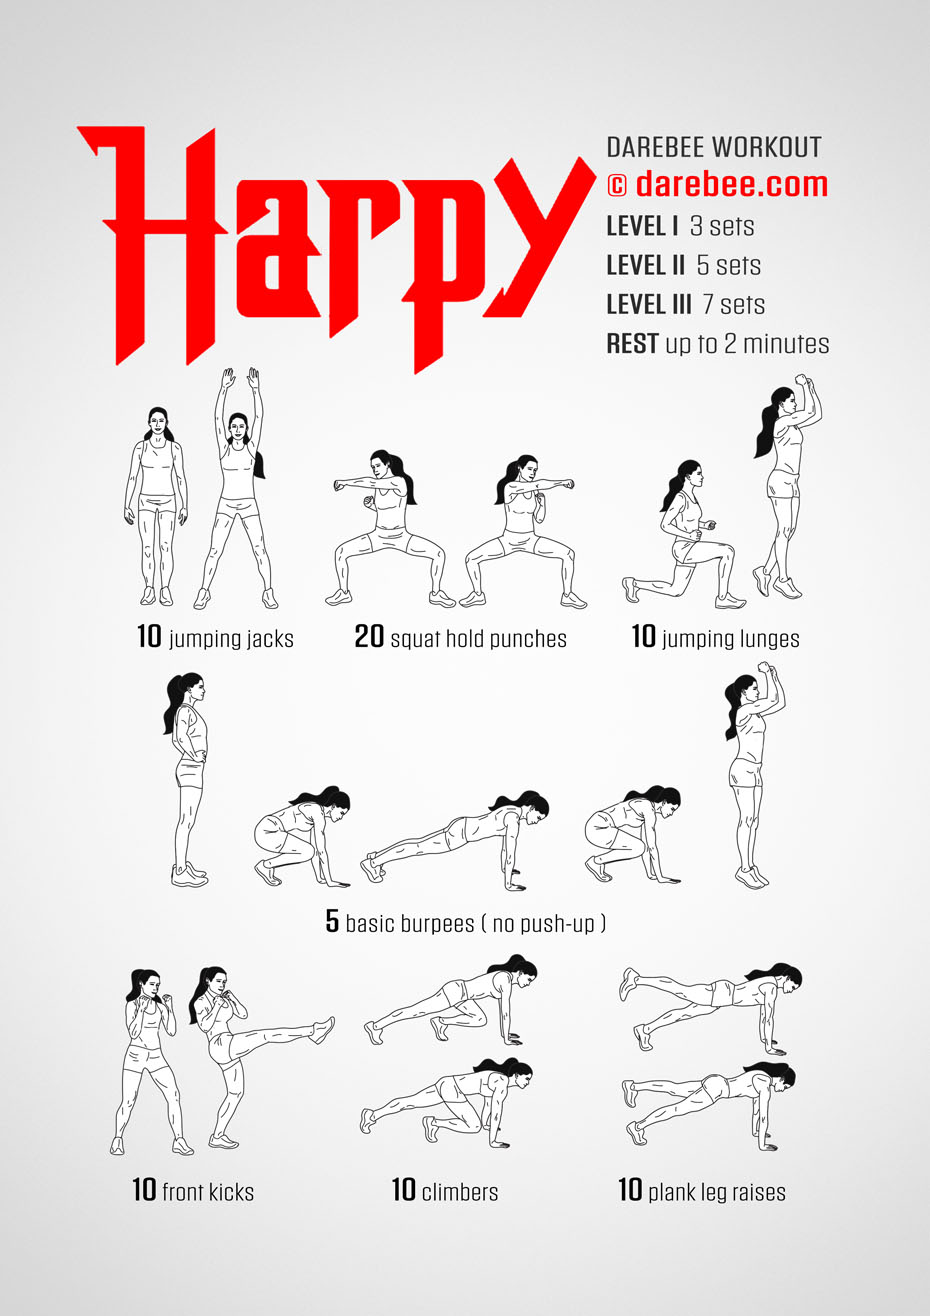 Harpy
DAREBEE WORKOUT
© darebee.com
LEVEL I 3 sets
LEVEL II 5 sets
LEVEL III 7 sets
REST up to 2 minutes
10 jumping jacks
20 squat hold punches
10 jumping lunges
5 basic burpees ( no push-up )
10 front kicks
10 climbers
10 plank leg raises